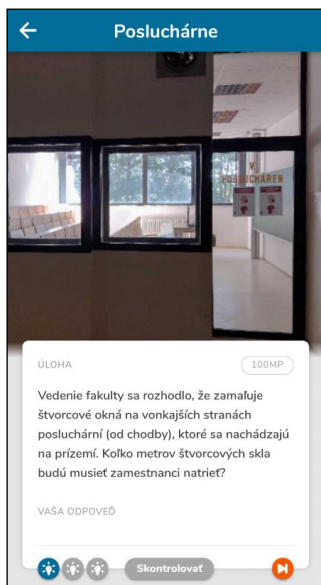 Posluchárne
V.
POSLUCHÁREŇ
ÚLOHA
100MP
Vedenie fakulty sa rozhodlo, že zamaľuje
štvorcové okná na vonkajších stranách
posluchární (od chodby), ktoré sa nachádzajú
na prízemí. Koľko metrov štvorcových skla
budú musieť zamestnanci natrieť?
VAŠA ODPOVEĎ
Skontrolovať